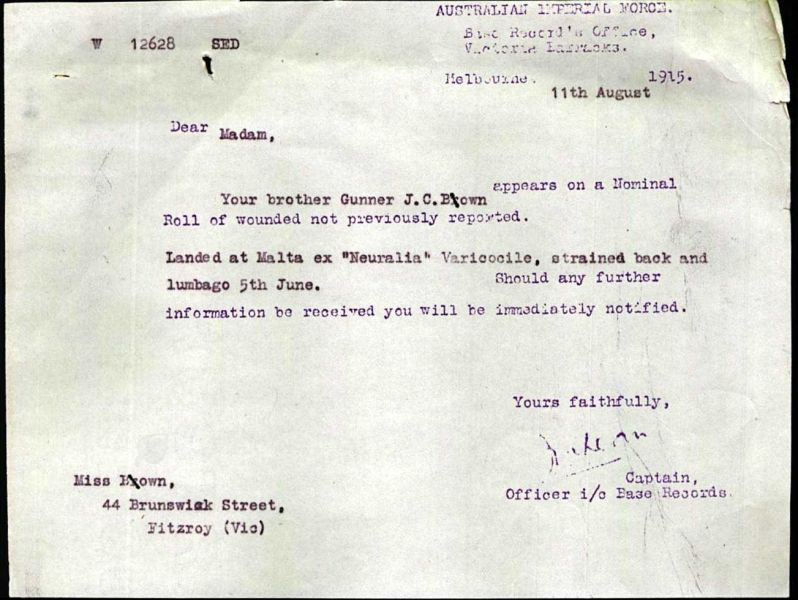 AUSTRALIAN IMPERIAL FORCE.
W 12628 SED
Base Record's Office,
Victoria Barracks.
Melbourne. 1915.
11th August
Dear Madam,
Your brother Gunner J.C.Brown appears on a Nominal
Roll of wounded not previously reported.
Landed at Malta ex "Neuralia" Varicocile, strained back and
lumbago 5th June. Should any further
information be received you will be immediately notified.
Yours faithfully,
Captain,
Officer i/c Base Records.
Miss Brown,
44 Brunswick Street,
Fitzroy (Vic)